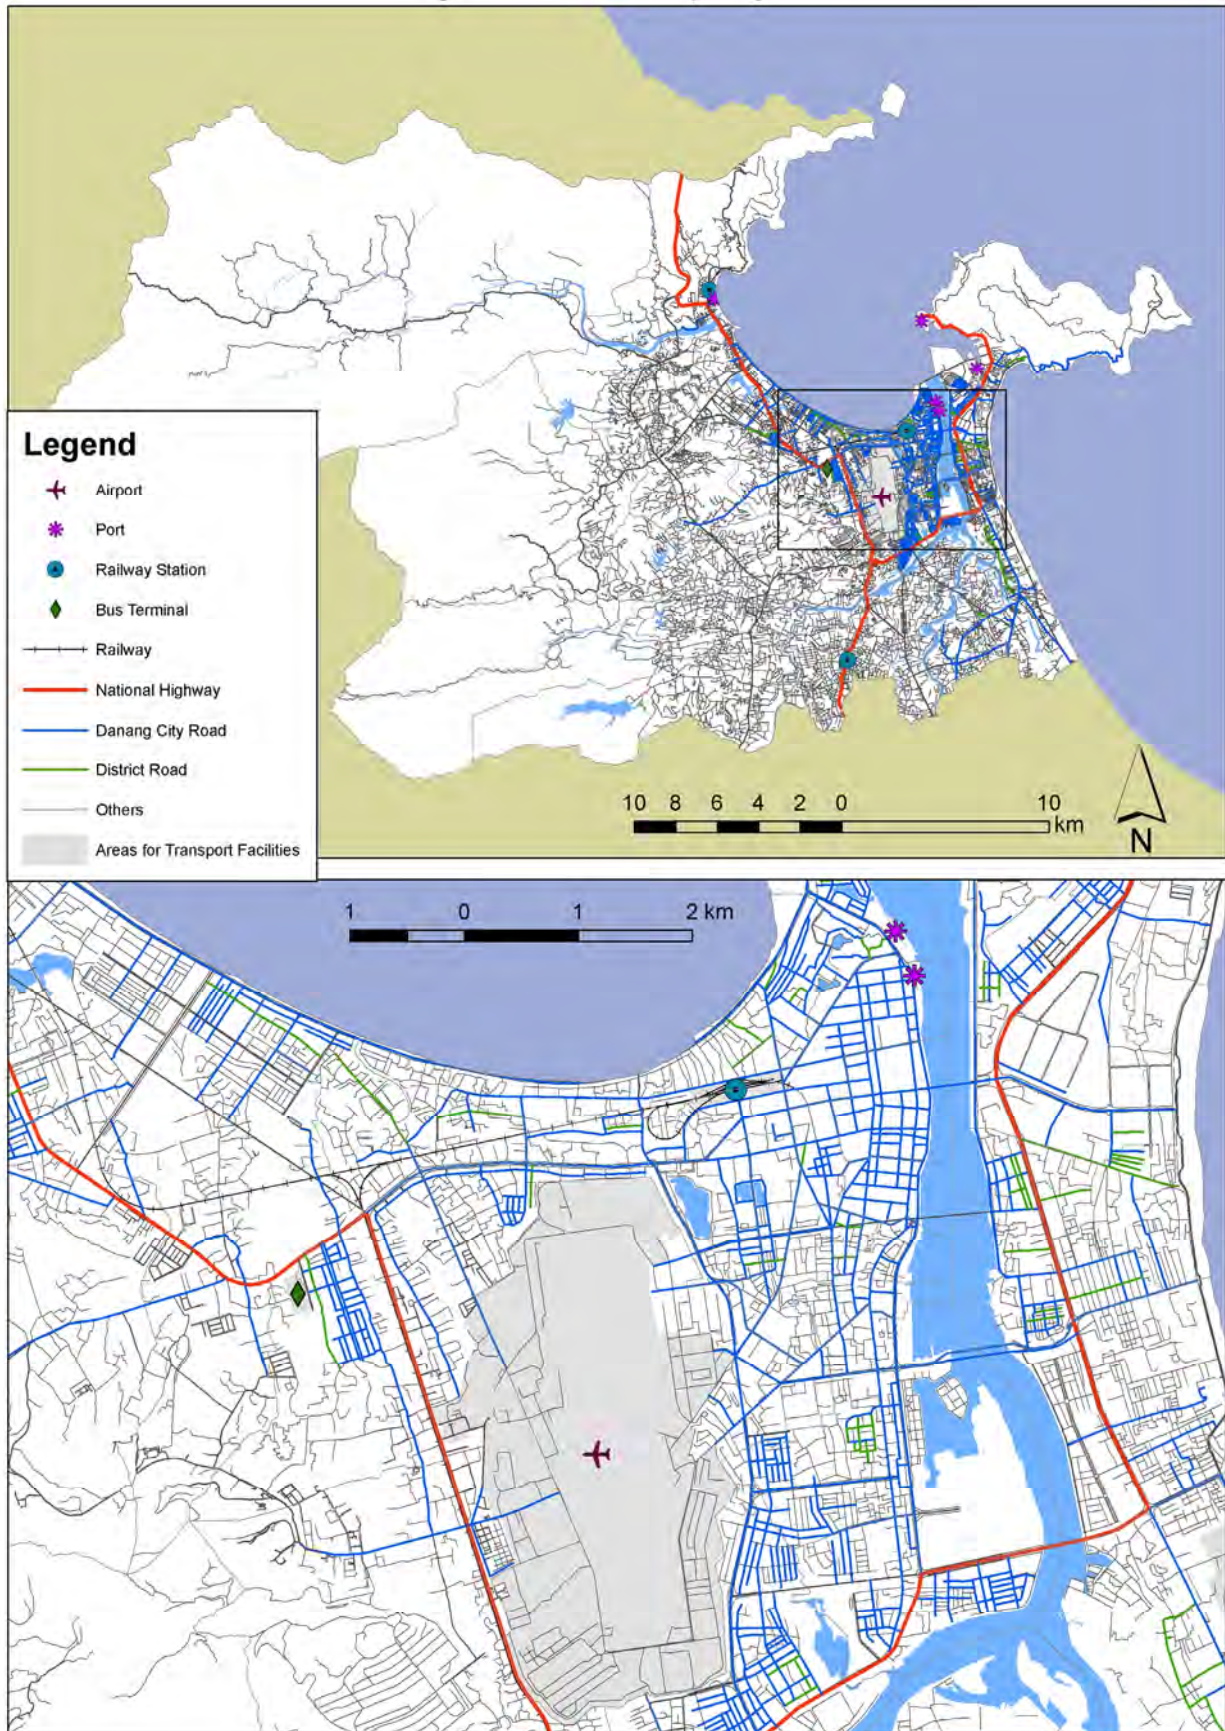 Legend
Airport
Port
Railway Station
Bus Terminal
Railway
National Highway
Danang City Road
District Road
Others
Areas for Transport Facilities
10 8 6 4 2 0 10
km
N
1 0 1 2 km